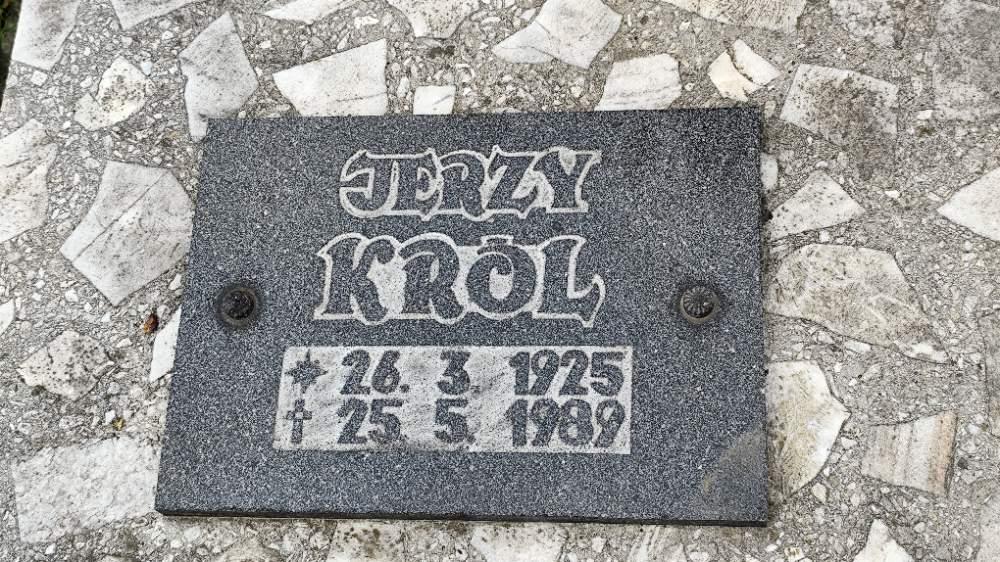 JERZY
KRÓL
26. 3. 1925
25. 5. 1989